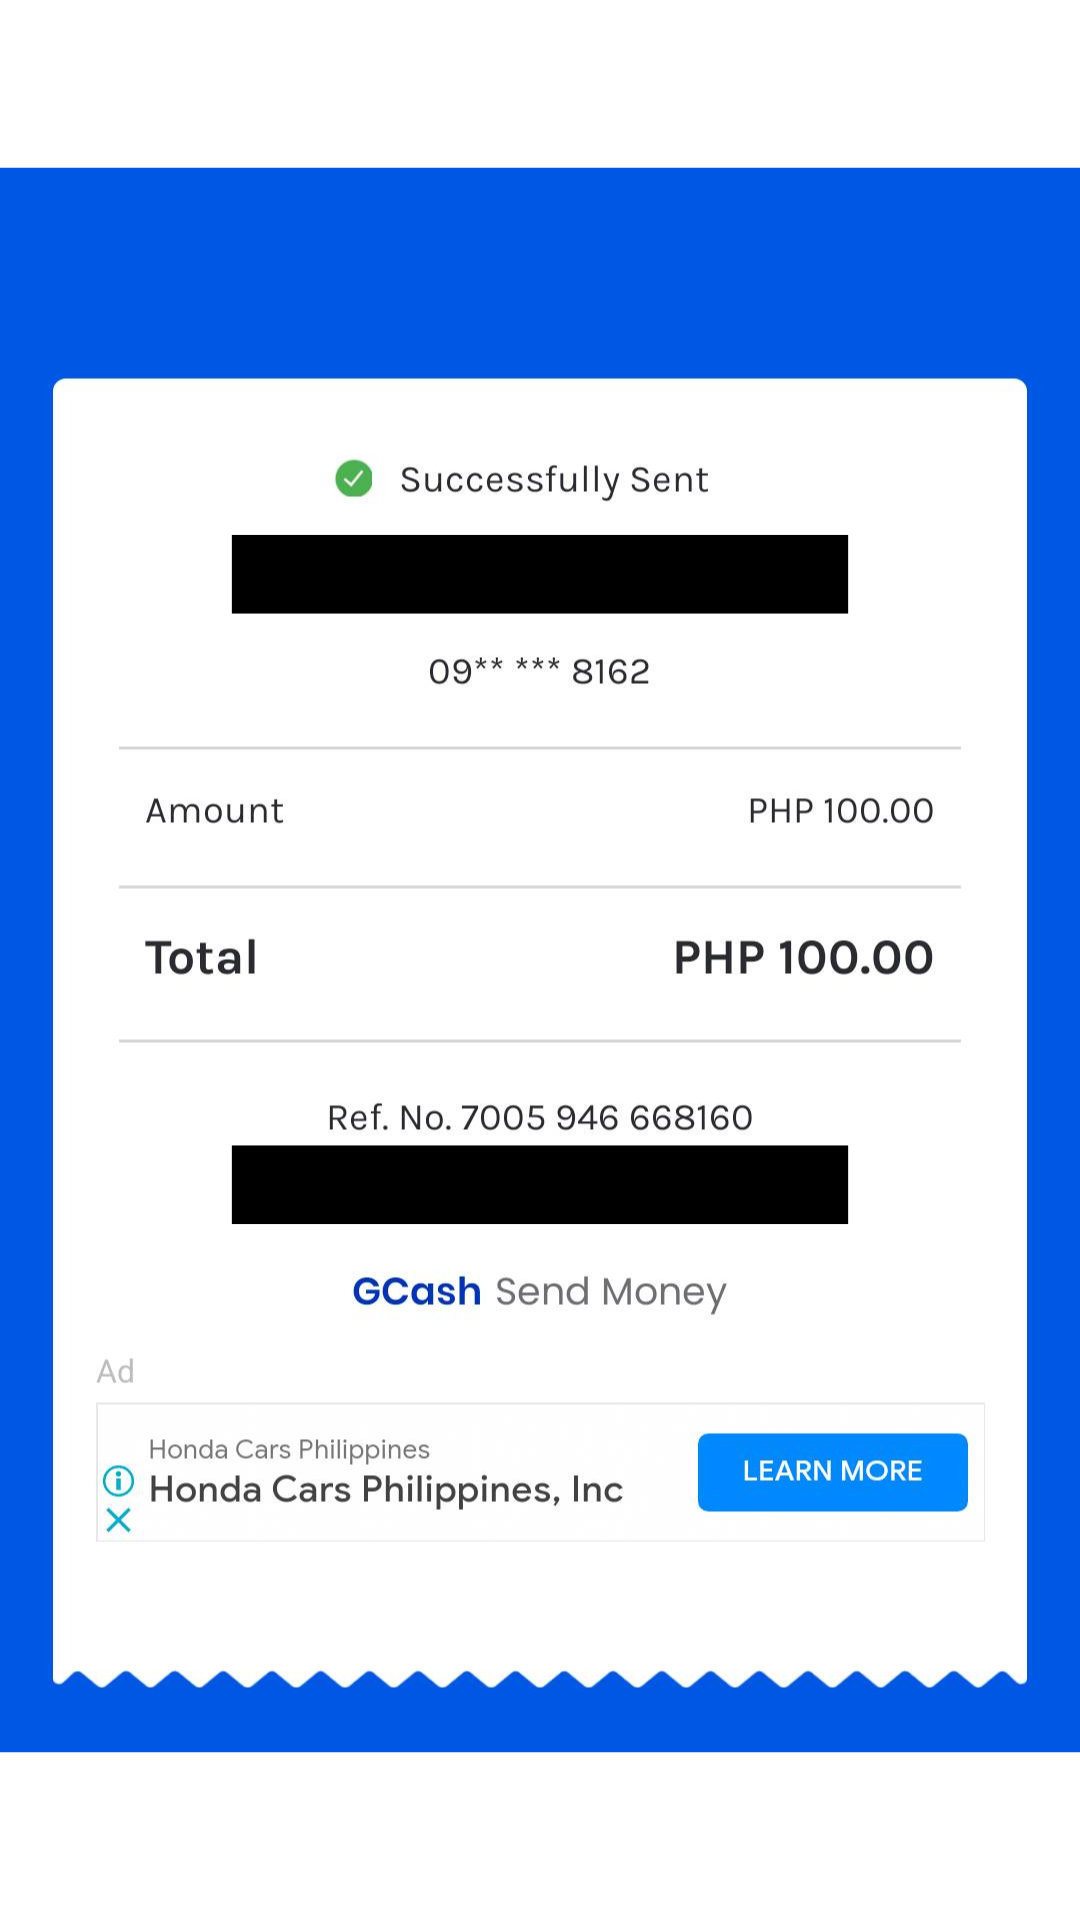 Successfully Sent
09** *** 8162
Amount PHP 100.00
Total PHP 100.00
Ref. No. 7005 946 668160
GCash Send Money
Ad
Honda Cars Philippines
Honda Cars Philippines, Inc
LEARN MORE